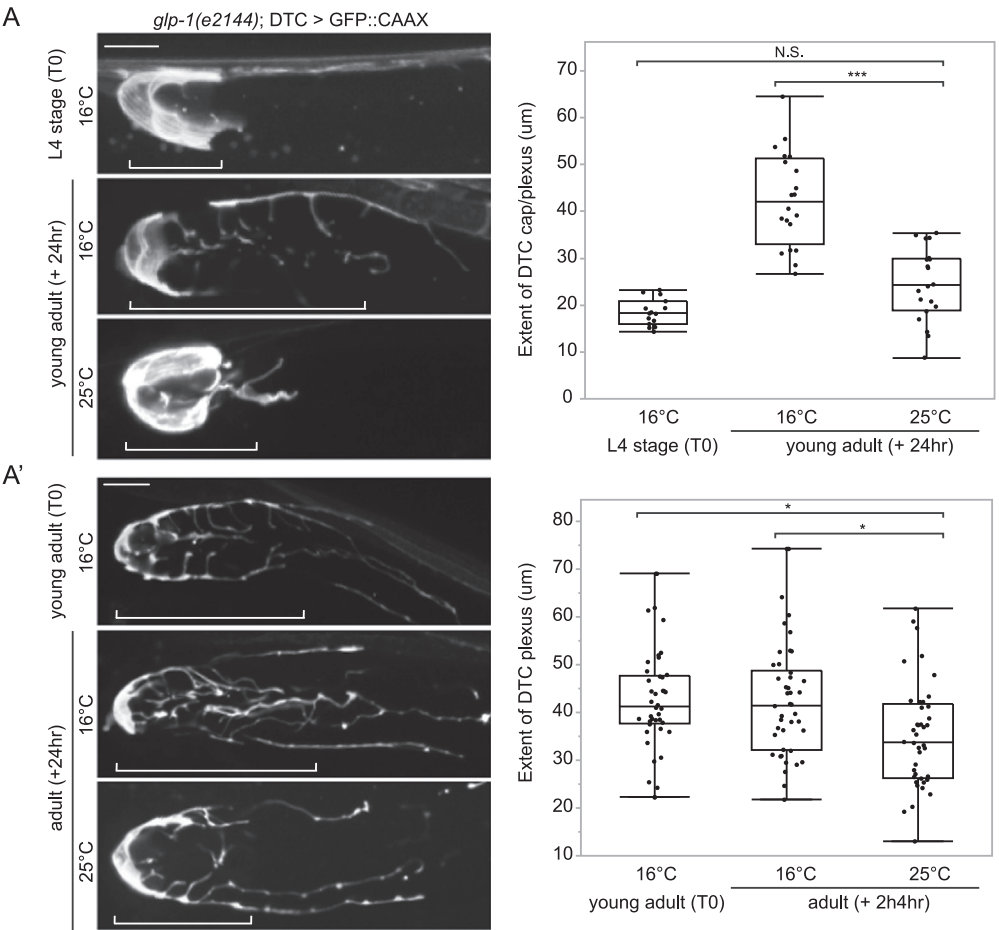 A
glp-1(e2144); DTC > GFP::CAAX
L4 stage (T0)
16°C
young adult (+ 24hr)
16°C
25°C
Extent of DTC cap/plexus (um)
70
60
50
40
30
20
10
0
N.S.
***
16°C
16°C
25°C
L4 stage (T0)
young adult (+ 24hr)
A'
young adult (T0)
16°C
adult (+24hr)
16°C
25°C
Extent of DTC plexus (um)
80
70
60
50
40
30
20
10
*
*
16°C
16°C
25°C
young adult (T0)
adult (+ 2h4hr)